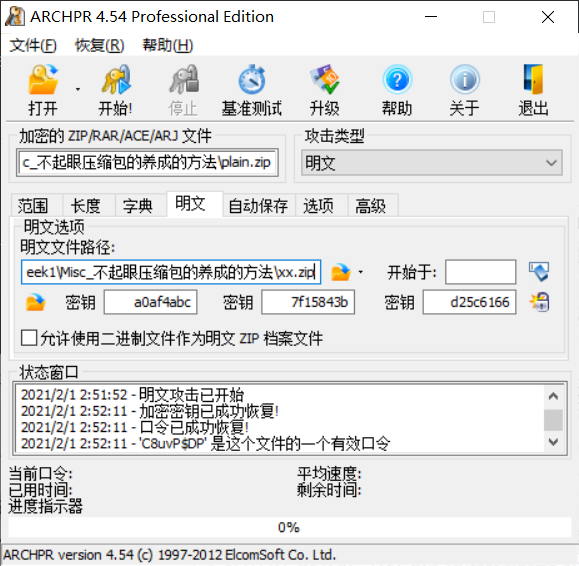 ARCHPR 4.54 Professional Edition
文件(F) 恢复(R) 帮助(H)
打开 开始! 停止 基准测试 升级 帮助 关于 退出
加密的 ZIP/RAR/ACE/ARJ 文件 攻击类型
c_不起眼压缩包的养成的方法\plain.zip 明文
范围 长度 字典 明文 自动保存 选项 高级
明文选项
明文文件路径:
eek1\Misc_不起眼压缩包的养成的方法\xx.zip 开始于:
密钥 a0af4abc 密钥 7f15843b 密钥 d25c6166
允许使用二进制文件作为明文 ZIP 档案文件
状态窗口
2021/2/1 2:51:52 - 明文攻击已开始
2021/2/1 2:52:11 - 加密密钥已成功恢复!
2021/2/1 2:52:11 - 口令已成功恢复!
2021/2/1 2:52:11 - 'C8uvP$DP' 是这个文件的一个有效口令
当前口令: 平均速度:
已用时间: 剩余时间:
进度指示器
0%
ARCHPR version 4.54 (c) 1997-2012 ElcomSoft Co. Ltd.